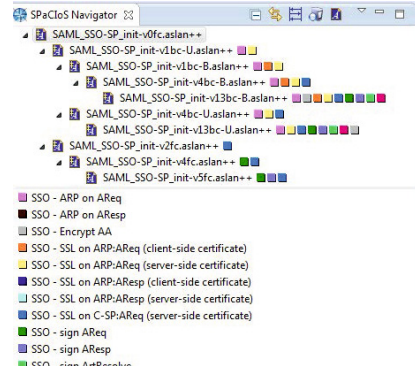 SPaCIoS Navigator
SAML_SSO-SP_init-v0fc.aslan++
SAML_SSO-SP_init-v1bc-U.aslan++
SAML_SSO-SP_init-v1bc-B.aslan++
SAML_SSO-SP_init-v4bc-B.aslan++
SAML_SSO-SP_init-v13bc-B.aslan++
SAML_SSO-SP_init-v4bc-U.aslan++
SAML_SSO-SP_init-v13bc-U.aslan++
SAML_SSO-SP_init-v2fc.aslan++
SAML_SSO-SP_init-v4fc.aslan++
SAML_SSO-SP_init-v5fc.aslan++
SSO - ARP on AReq
SSO - ARP on AResp
SSO - Encrypt AA
SSO - SSL on ARP:AReq (client-side certificate)
SSO - SSL on ARP:AReq (server-side certificate)
SSO - SSL on ARP:AResp (client-side certificate)
SSO - SSL on ARP:AResp (server-side certificate)
SSO - SSL on C-SP:AReq (server-side certificate)
SSO - sign AReq
SSO - sign AResp
SSO - sign ArtResolve